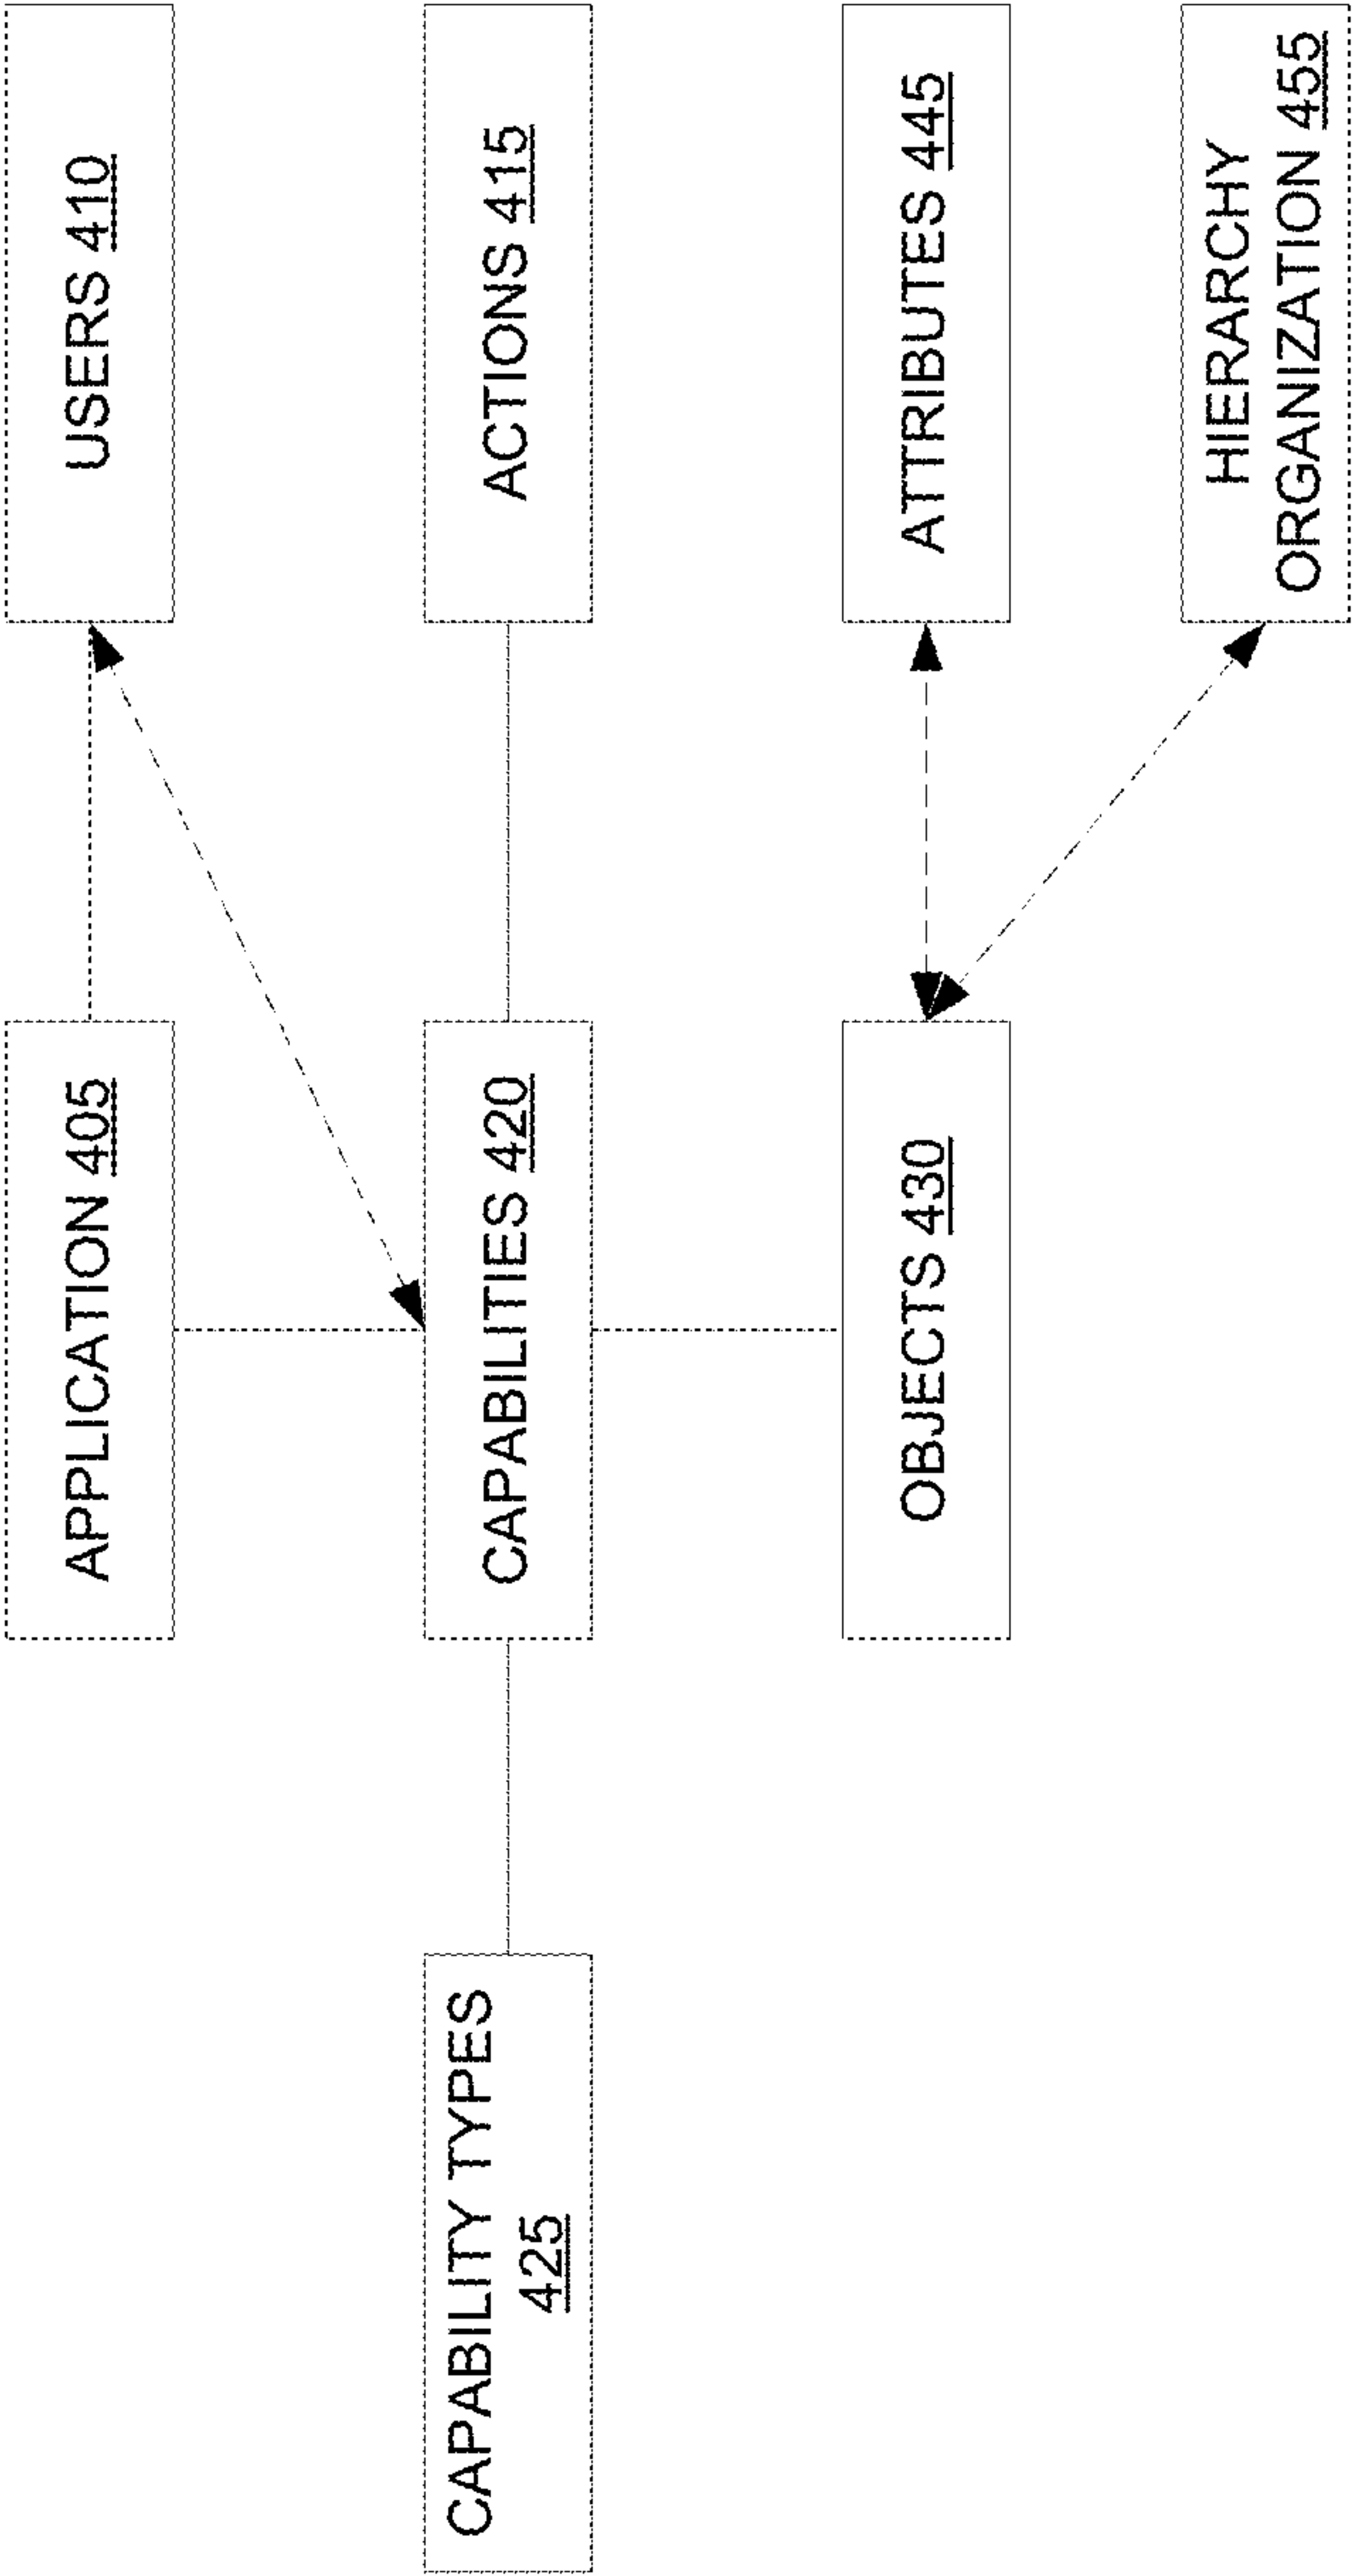 APPLICATION 405
USERS 410
CAPABILITY TYPES
425
CAPABILITIES 420
ACTIONS 415
OBJECTS 430
ATTRIBUTES 445
HIERARCHY
ORGANIZATION 455